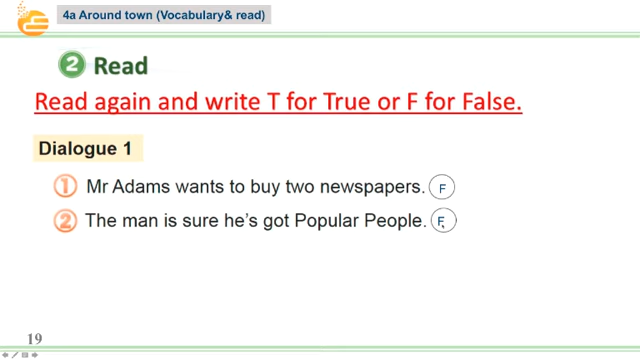 4a Around town (Vocabulary& read)
2 Read
Read again and write T for True or F for False.
Dialogue 1
1 Mr Adams wants to buy two newspapers. F
2 The man is sure he's got Popular People. F
19